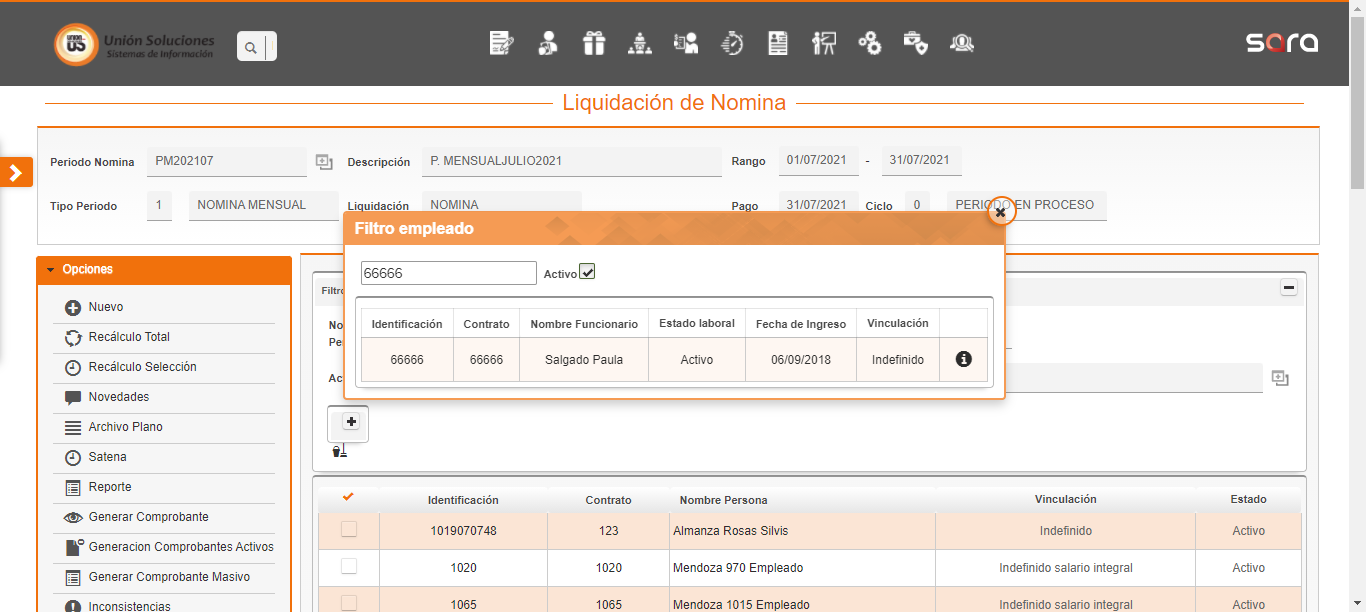 UNION
Unión Soluciones
Sistemas de Información
sara
Liquidación de Nomina
Periodo Nomina PM202107 Descripción P. MENSUALJULIO2021 Rango 01/07/2021 - 31/07/2021
Tipo Periodo 1 NOMINA MENSUAL Liquidación NOMINA Pago 31/07/2021 Ciclo 0 PERIODO EN PROCESO
Filtro empleado
66666 Activo
Identificación Contrato Nombre Funcionario Estado laboral Fecha de Ingreso Vinculación
66666 66666 Salgado Paula Activo 06/09/2018 Indefinido
Opciones
Nuevo
Recálculo Total
Recálculo Selección
Novedades
Archivo Plano
Satena
Reporte
Generar Comprobante
Generacion Comprobantes Activos
Generar Comprobante Masivo
Inconsistencias
Filtro
No
Pe
Ac
Identificación Contrato Nombre Persona Vinculación Estado
1019070748 123 Almanza Rosas Silvis Indefinido Activo
1020 1020 Mendoza 970 Empleado Indefinido salario integral Activo
1065 1065 Mendoza 1015 Empleado Indefinido salario integral Activo